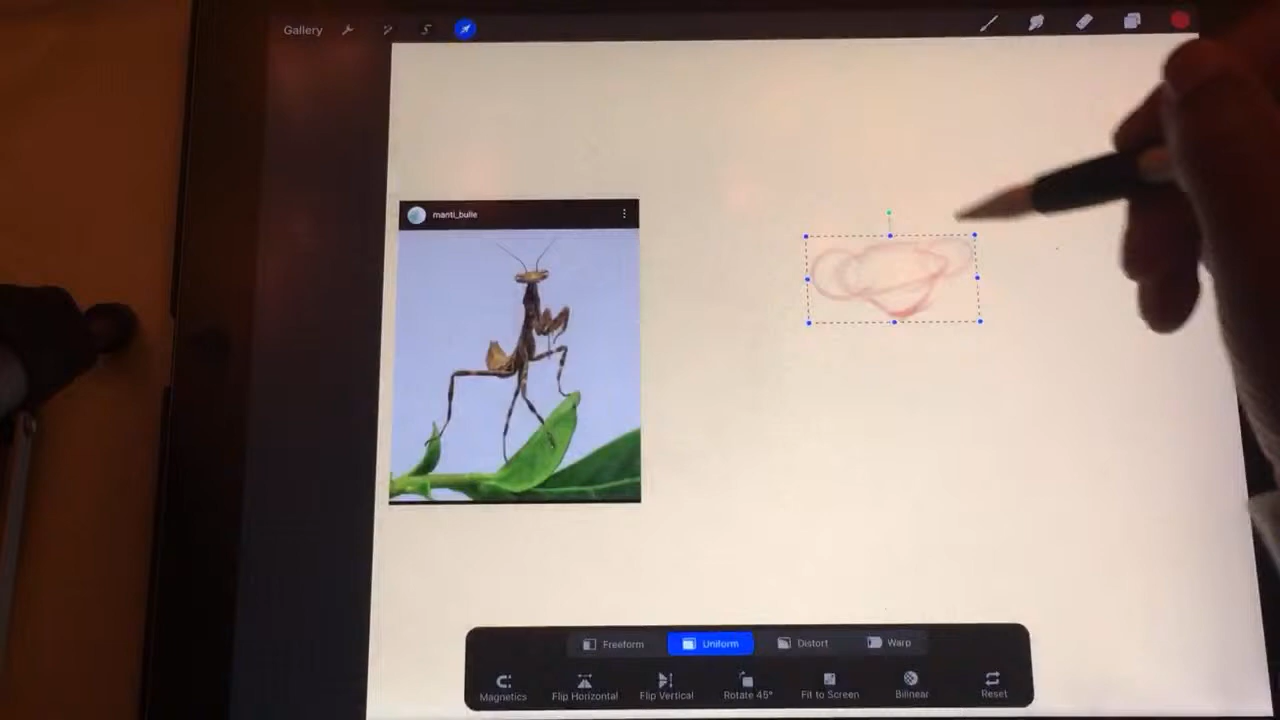 Gallery
manti_bulle
Freeform Uniform Distort Warp
Magnetics Flip Horizontal Flip Vertical Rotate 45° Fit to Screen Bilinear Reset